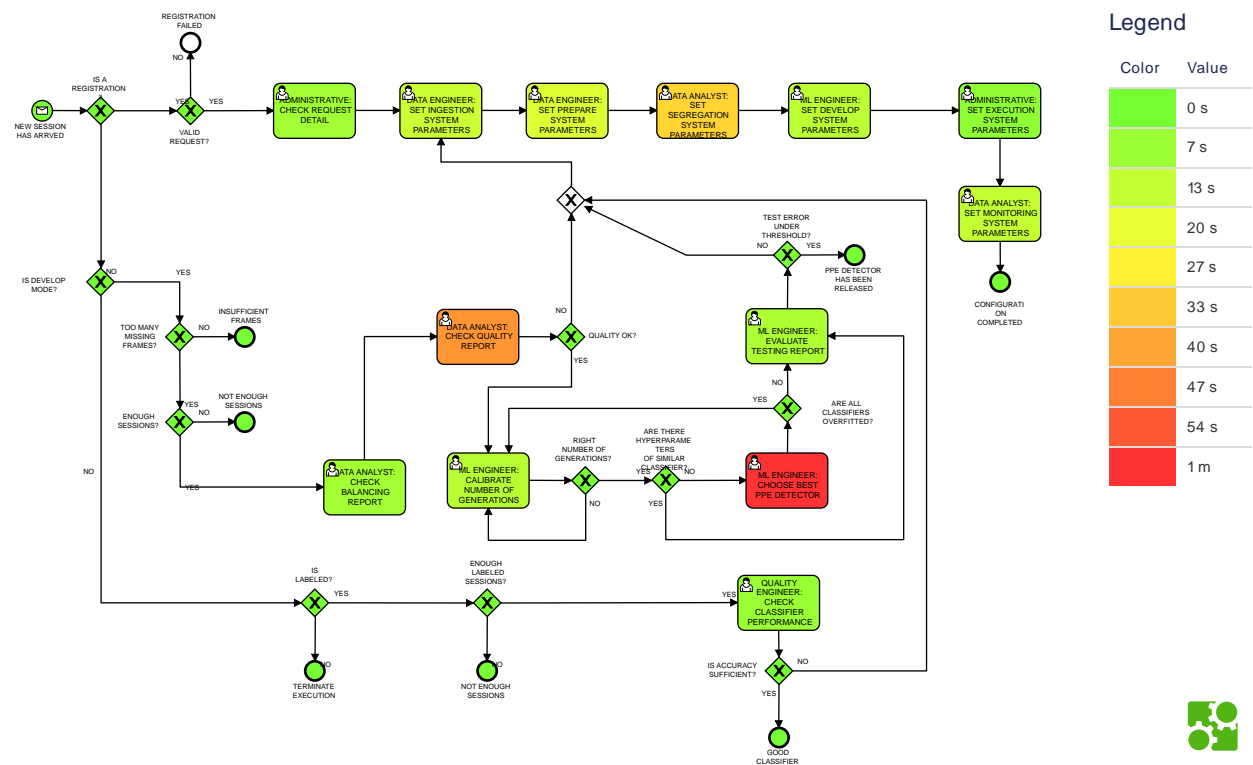 REGISTRATION
FAILED
NO
IS A
REGISTRATION
?
YES
YES
VALID
REQUEST?
NEW SESSION
HAS ARRVED
ADMINISTRATIVE:
CHECK REQUEST
DETAIL
DATA ENGINEER:
SET INGESTION
SYSTEM
PARAMETERS
DATA ENGINEER:
SET PREPARE
SYSTEM
PARAMETERS
DATA ANALYST:
SET
SEGREGATION
SYSTEM
PARAMETERS
ML ENGINEER:
SET DEVELOP
SYSTEM
PARAMETERS
ADMINISTRATIVE:
SET EXECUTION
SYSTEM
PARAMETERS
DATA ANALYST:
SET MONITORING
SYSTEM
PARAMETERS
CONFIGURATI
ON
COMPLETED
TEST ERROR
UNDER
THRESHOLD?
NO
YES
PPE DETECTOR
HAS BEEN
RELEASED
NO
IS DEVELOP
MODE?
YES
TOO MANY
MISSING
FRAMES?
NO
INSUFFICIENT
FRAMES
YES
ENOUGH
SESSIONS?
NO
NOT ENOUGH
SESSIONS
YES
DATA ANALYST:
CHECK
BALANCING
REPORT
DATA ANALYST:
CHECK QUALITY
REPORT
NO
QUALITY OK?
YES
ML ENGINEER:
EVALUATE
TESTING REPORT
NO
YES
ARE ALL
CLASSIFIERS
OVERFITTED?
ML ENGINEER:
CALIBRATE
NUMBER OF
GENERATIONS
RIGHT
NUMBER OF
GENERATIONS?
YES
NO
ARE THERE
HYPERPARAME
TERS
OF SIMILAR
CLASSIFIER?
NO
YES
ML ENGINEER:
CHOOSE BEST
PPE DETECTOR
NO
IS
LABELED?
YES
NO
TERMINATE
EXECUTION
ENOUGH
LABELED
SESSIONS?
YES
NO
NOT ENOUGH
SESSIONS
QUALITY
ENGINEER:
CHECK
CLASSIFIER
PERFORMANCE
IS ACCURACY
SUFFICIENT?
NO
YES
GOOD
CLASSIFIER
Legend
Color Value
0 s
7 s
13 s
20 s
27 s
33 s
40 s
47 s
54 s
1 m